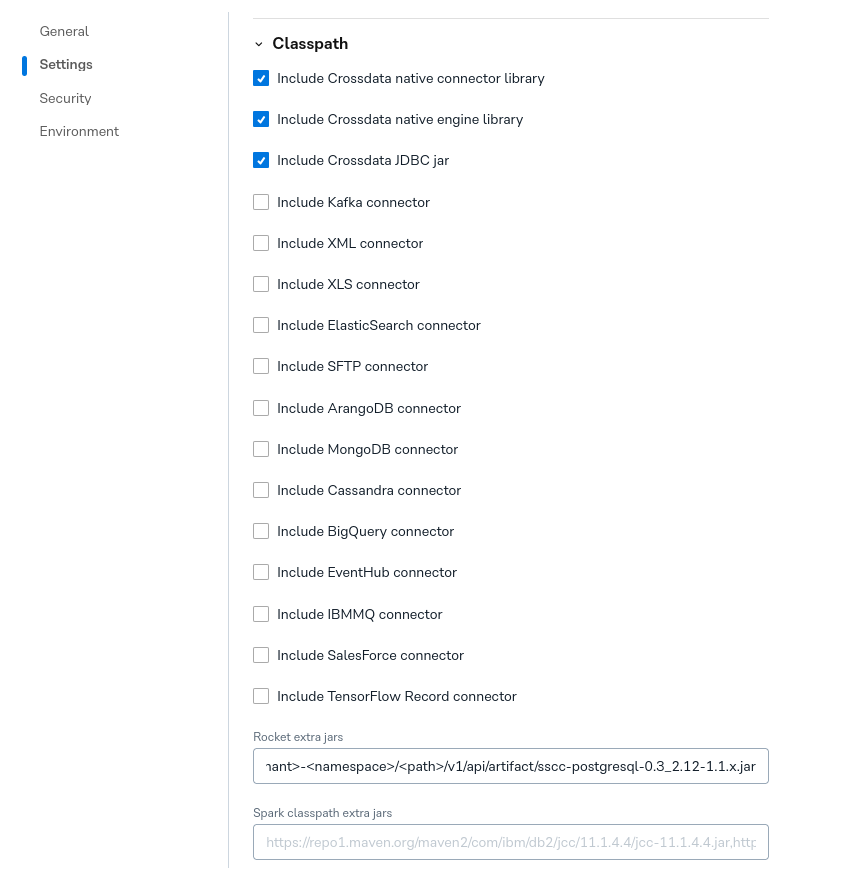 General
Settings
Security
Environment
Classpath
Include Crossdata native connector library
Include Crossdata native engine library
Include Crossdata JDBC jar
Include Kafka connector
Include XML connector
Include XLS connector
Include ElasticSearch connector
Include SFTP connector
Include ArangoDB connector
Include MongoDB connector
Include Cassandra connector
Include BigQuery connector
Include EventHub connector
Include IBMMQ connector
Include SalesForce connector
Include TensorFlow Record connector
Rocket extra jars
nant>-<namespace>/<path>/v1/api/artifact/sscc-postgresql-0.3_2.12-1.1.x.jar
Spark classpath extra jars
https://repo1.maven.org/maven2/com/ibm/db2/jcc/11.1.4.4/jcc-11.1.4.4.jar,http